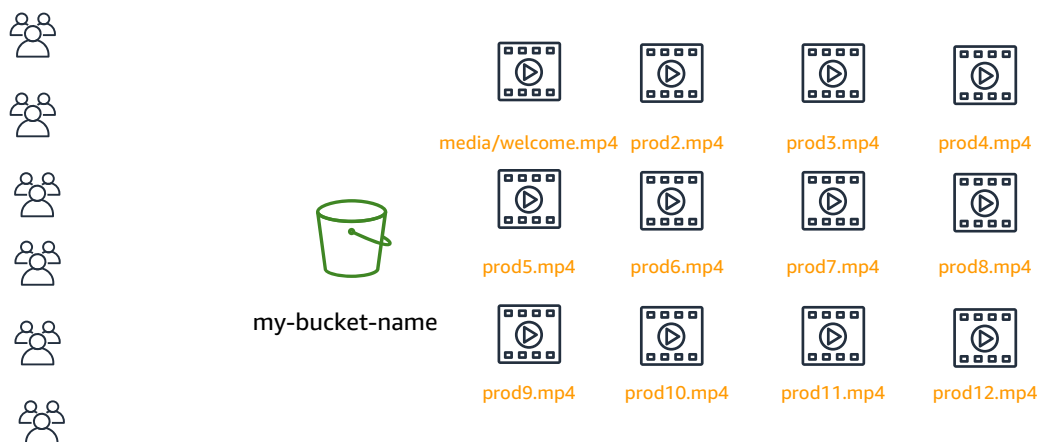 media/welcome.mp4 prod2.mp4 prod3.mp4 prod4.mp4
prod5.mp4 prod6.mp4 prod7.mp4 prod8.mp4
my-bucket-name
prod9.mp4 prod10.mp4 prod11.mp4 prod12.mp4